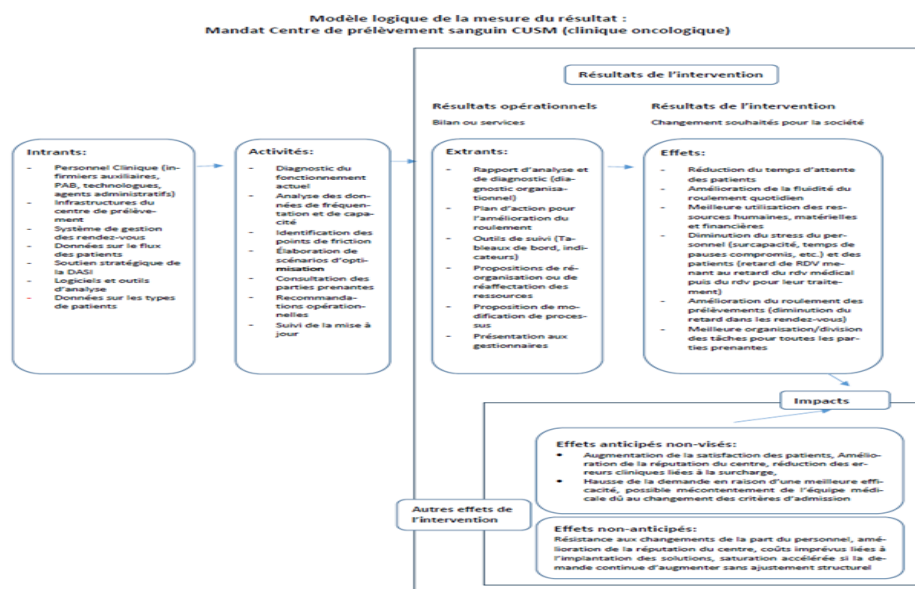 Modèle logique de la mesure du résultat :
Mandat Centre de prélèvement sanguin CUSM (clinique oncologique)
Résultats de l'intervention
Résultats opérationnels
Bilan ou services
Résultats de l'intervention
Changement souhaités pour la société
Intrants:
- Personnel Clinique (in-
firmiers auxiliaires,
PAB, technologues,
agents administratifs)
- Infrastructures du
centre de prélève-
ment
- Système de gestion
des rendez-vous
- Données sur le flux
des patients
- Soutien stratégique de
la DASI
- Logiciels et outils
d'analyse
- Données sur les types
de patients
Activités:
- Diagnostic du
fonctionnement
actuel
- Analyse des don-
nées de fréquen-
tation et de capa-
cité
- Identification des
points de friction
- Élaboration de
scénarios d'opti-
misation
- Consultation des
parties prenantes
- Recommanda-
tions opération-
nelles
- Suivi de la mise à
jour
Extrants:
- Rapport d'analyse et
de diagnostic (dia-
gnostic organisa-
tionnel)
- Plan d'action pour
l'amélioration du
roulement
- Outils de suivi (Ta-
bleaux de bord, indi-
cateurs)
- Propositions de ré-
organisation ou de
réaffectation des
ressources
- Proposition de mo-
dification de proces-
sus
- Présentation aux
gestionnaires
Effets:
- Réduction du temps d'attente
des patients
- Amélioration de la fluidité du
roulement quotidien
- Meilleure utilisation des res-
sources humaines, matérielles
et financières
- Diminution du stress du per-
sonnel (surcapacité, temps de
pauses compromis, etc.) et des
patients (retard de RDV me-
nant au retard du rdv médical
puis du rdv pour leur traite-
ment)
- Amélioration du roulement des
prélèvements (diminution du
retard dans les rendez-vous)
- Meilleure organisation/division
des tâches pour toutes les par-
ties prenantes
Impacts
Autres effets de
l'intervention
Effets anticipés non-visés:
• Augmentation de la satisfaction des patients, Amélio-
ration de la réputation du centre, réduction des er-
reurs cliniques liées à la surcharge,
• Hausse de la demande en raison d'une meilleure effi-
cacité, possible mécontentement de l'équipe médi-
cale dû au changement des critères d'admission
Effets non-anticipés:
Résistance aux changements de la part du personnel, amé-
lioration de la réputation du centre, coûts imprévus liées à
l'implantation des solutions, saturation accélérée si la de-
mande continue d'augmenter sans ajustement structurel